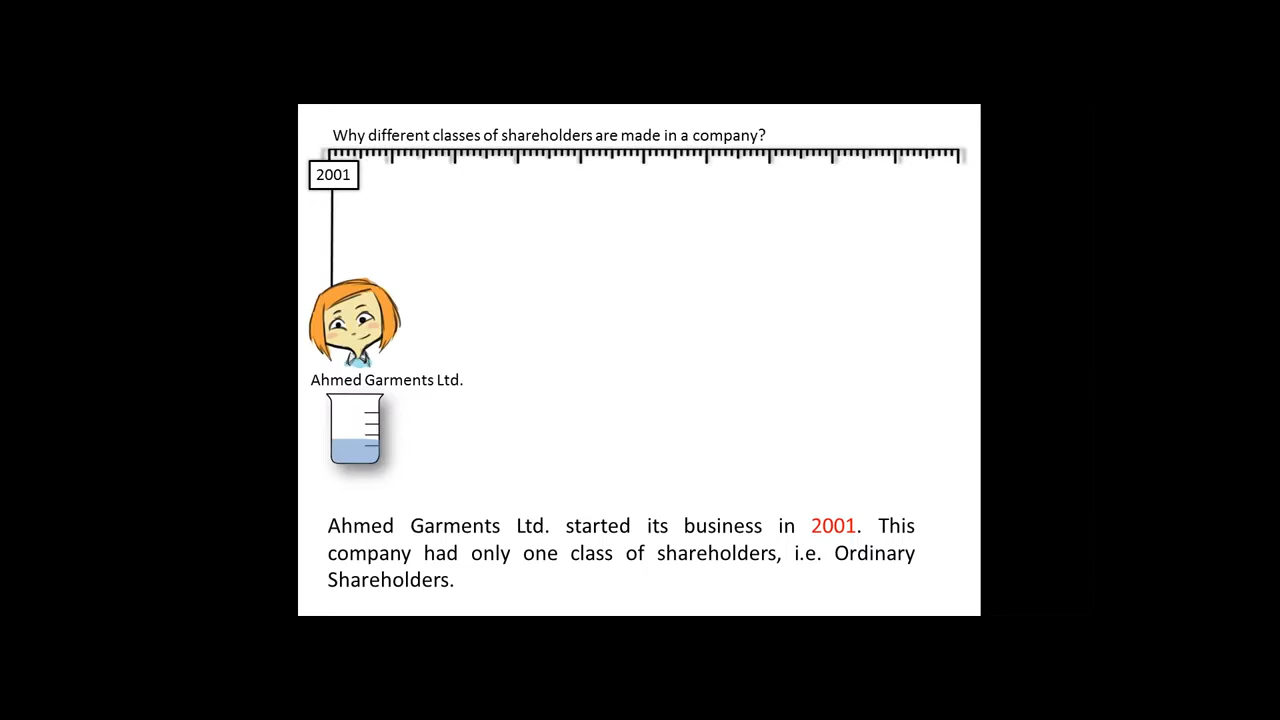 Why different classes of shareholders are made in a company?
2001
Ahmed Garments Ltd.
Ahmed Garments Ltd. started its business in 2001. This
company had only one class of shareholders, i.e. Ordinary
Shareholders.